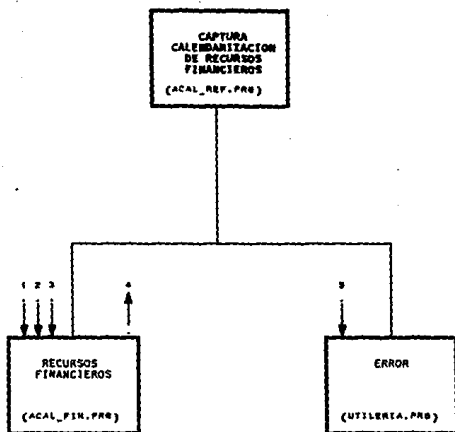 CAPTURA
CALENDARIZACION
DE RECURSOS
FINANCIEROS
(ACAL_REF.PRG)
1 2 3
4
5
RECURSOS
FINANCIEROS
(ACAL_FIN.PRG)
ERROR
(UTILERIA.PRG)